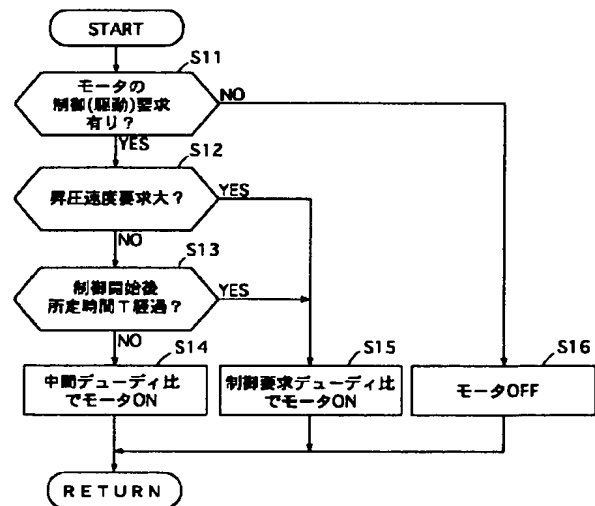 START
S11
モータの
制御(駆動)要求
有り?
NO
YES
S12
昇圧速度要求大?
YES
NO
S13
制御開始後
所定時間T経過?
YES
NO
S14
中間デューディ比
でモータON
S15
制御要求デューディ比
でモータON
S16
モータOFF
RETURN